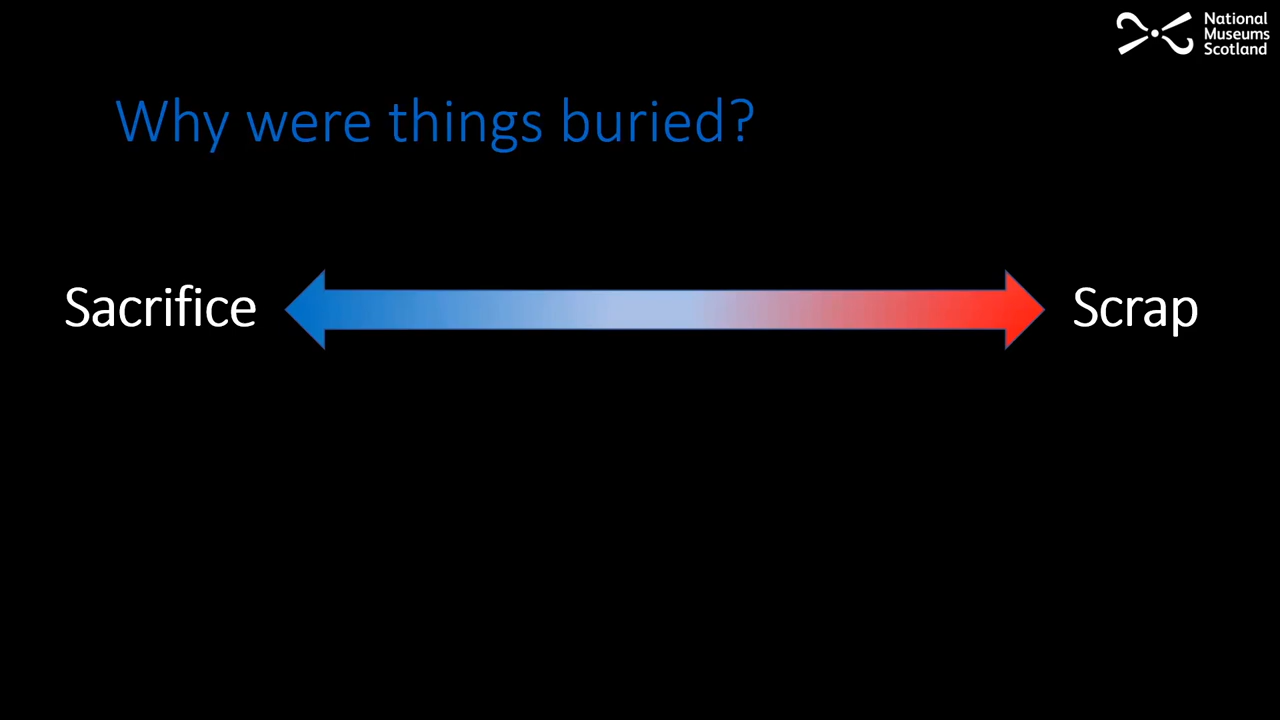 National
Museums
Scotland
Why were things buried?
Sacrifice
Scrap